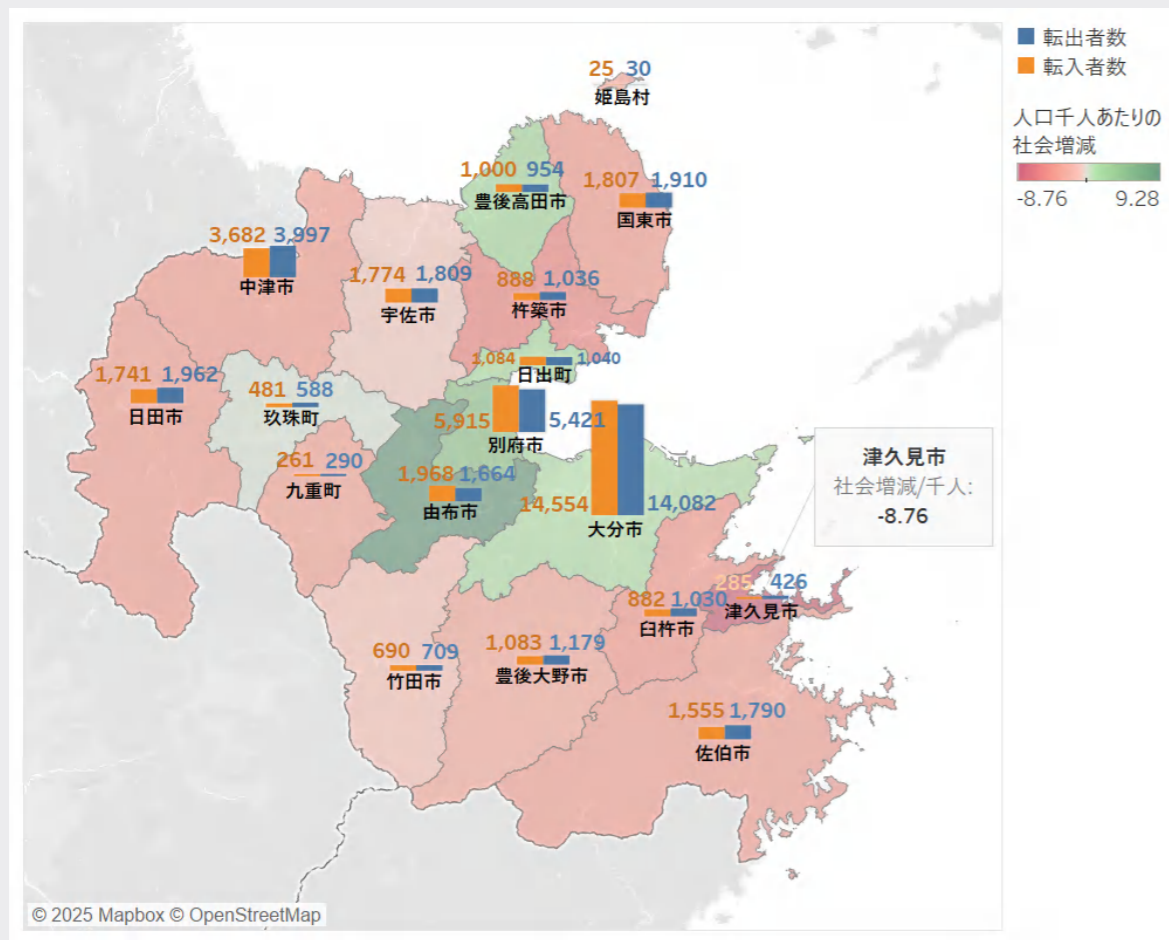 転出者数
転入者数
人口千人あたりの
社会増減
-8.76 9.28
25 30
姫島村
1,000 954
豊後高田市
1,807 1,910
国東市
3,682 3,997
中津市
1,774 1,809
宇佐市
888 1,036
杵築市
1,084 1,040
日出町
1,741 1,962
日田市
481 588
玖珠町
5,915 5,421
別府市
261 290
九重町
1,968 1,664
由布市
14,554 14,082
大分市
津久見市
社会増減/千人:
-8.76
285 426
津久見市
882 1,030
臼杵市
690 709
竹田市
1,083 1,179
豊後大野市
1,555 1,790
佐伯市
© 2025 Mapbox © OpenStreetMap